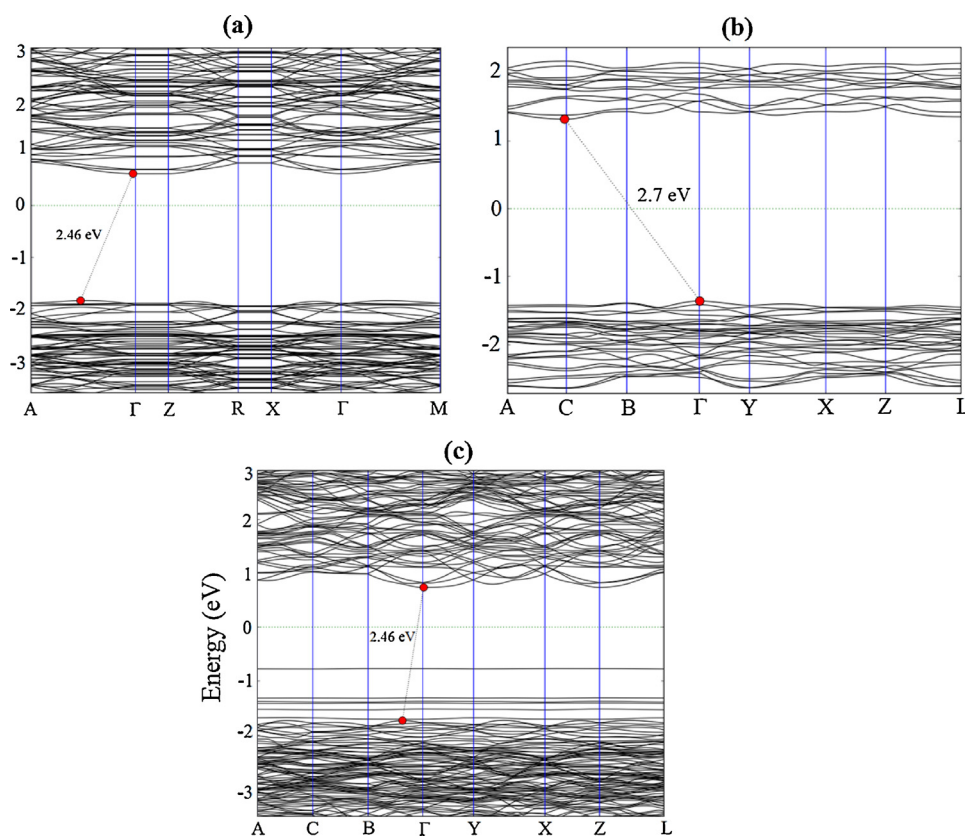 (a)
3
2
1
0
-1
-2
-3
2.46 eV
A Γ Z R X Γ M
(b)
2
1
0
-1
-2
2.7 eV
A C B Γ Y X Z L
(c)
Energy (eV)
3
2
1
0
-1
-2
-3
2.46 eV
A C B Γ Y X Z L